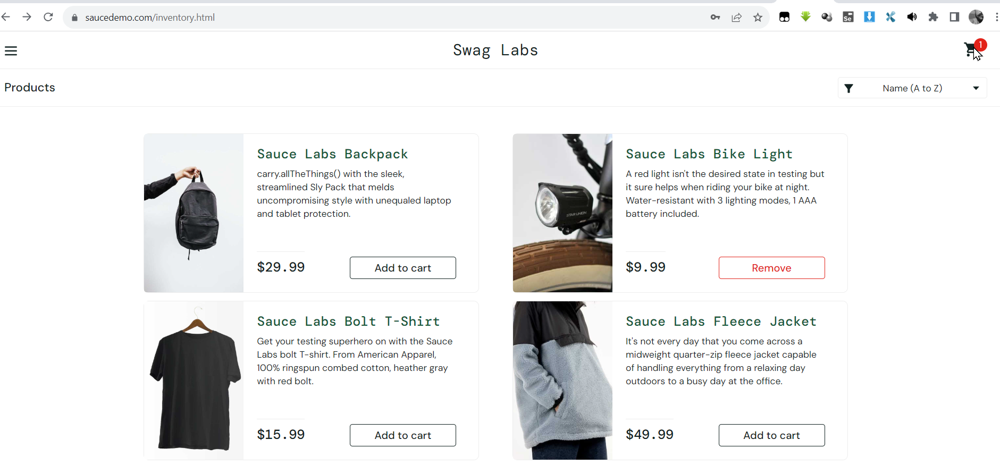 saucedemo.com/inventory.html
Se
Swag Labs
1
Products
Name (A to Z)
Sauce Labs Backpack
carry.allTheThings() with the sleek,
streamlined Sly Pack that melds
uncompromising style with unequaled laptop
and tablet protection.
$29.99
Add to cart
Sauce Labs Bike Light
A red light isn't the desired state in testing but
it sure helps when riding your bike at night.
Water-resistant with 3 lighting modes, 1 AAA
battery included.
STAR UNION
$9.99
Remove
Sauce Labs Bolt T-Shirt
Get your testing superhero on with the Sauce
Labs bolt T-shirt. From American Apparel,
100% ringspun combed cotton, heather gray
with red bolt.
$15.99
Add to cart
Sauce Labs Fleece Jacket
It's not every day that you come across a
midweight quarter-zip fleece jacket capable
of handling everything from a relaxing day
outdoors to a busy day at the office.
$49.99
Add to cart